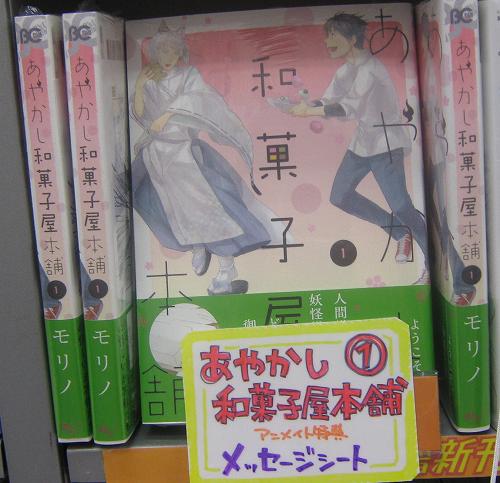 BC
あやかし和菓子屋本舗
1
モリノ
BC
あやかし和菓子屋本舗
1
モリノ
あやか
和菓子屋
本舗
1
ようこそ
人間
妖怪
御
BC
あやかし和菓子屋本舗
1
モリノ
あやかし ①
和菓子屋本舗
アニメイト特典
メッセージシート
新刊